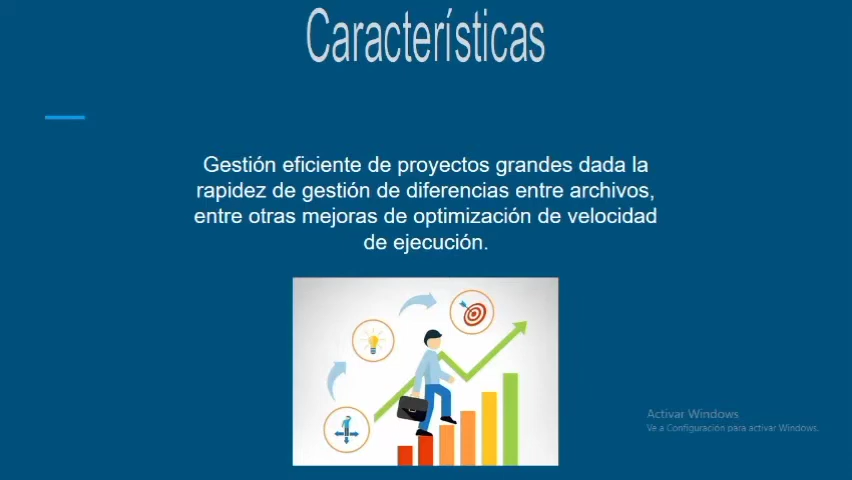 Características
Gestión eficiente de proyectos grandes dada la
rapidez de gestión de diferencias entre archivos,
entre otras mejoras de optimización de velocidad
de ejecución.
Activar Windows
Ve a Configuración para activar Windows.